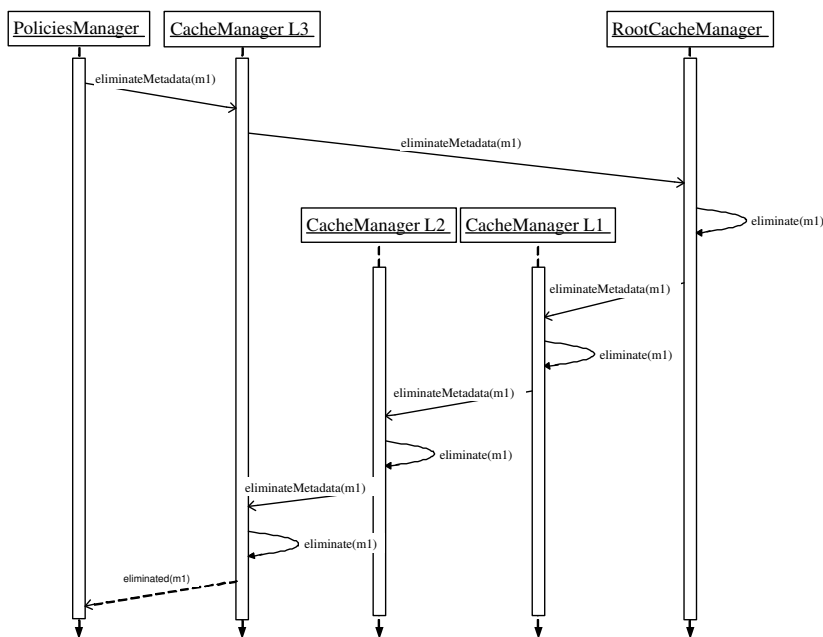 PoliciesManager
CacheManager L3
RootCacheManager
eliminateMetadata(m1)
eliminateMetadata(m1)
CacheManager L2
CacheManager L1
eliminate(m1)
eliminateMetadata(m1)
eliminate(m1)
eliminateMetadata(m1)
eliminate(m1)
eliminateMetadata(m1)
eliminate(m1)
eliminated(m1)